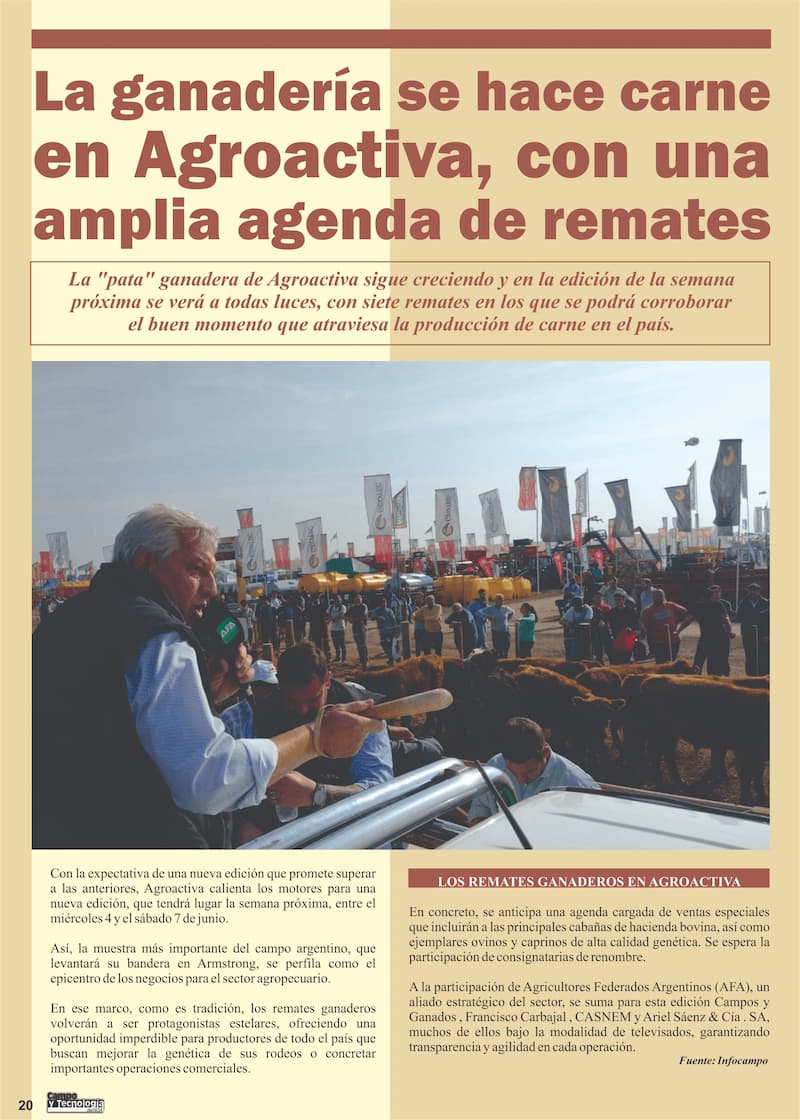 La ganadería se hace carne
en Agroactiva, con una
amplia agenda de remates
La "pata" ganadera de Agroactiva sigue creciendo y en la edición de la semana
próxima se verá a todas luces, con siete remates en los que se podrá corroborar
el buen momento que atraviesa la producción de carne en el país.
AFA
Con la expectativa de una nueva edición que promete superar
a las anteriores, Agroactiva calienta los motores para una
nueva edición, que tendrá lugar la semana próxima, entre el
miércoles 4 y el sábado 7 de junio.
Así, la muestra más importante del campo argentino, que
levantará su bandera en Armstrong, se perfila como el
epicentro de los negocios para el sector agropecuario.
En ese marco, como es tradición, los remates ganaderos
volverán a ser protagonistas estelares, ofreciendo una
oportunidad imperdible para productores de todo el país que
buscan mejorar la genética de sus rodeos o concretar
importantes operaciones comerciales.
LOS REMATES GANADEROS EN AGROACTIVA
En concreto, se anticipa una agenda cargada de ventas especiales
que incluirán a las principales cabañas de hacienda bovina, así como
ejemplares ovinos y caprinos de alta calidad genética. Se espera la
participación de consignatarias de renombre.
A la participación de Agricultores Federados Argentinos (AFA), un
aliado estratégico del sector, se suma para esta edición Campos y
Ganados , Francisco Carbajal , CASNEM y Ariel Sáenz & Cía . SA,
muchos de ellos bajo la modalidad de televisados, garantizando
transparencia y agilidad en cada operación.
Fuente: Infocampo
20
Campo
Y Tecnología